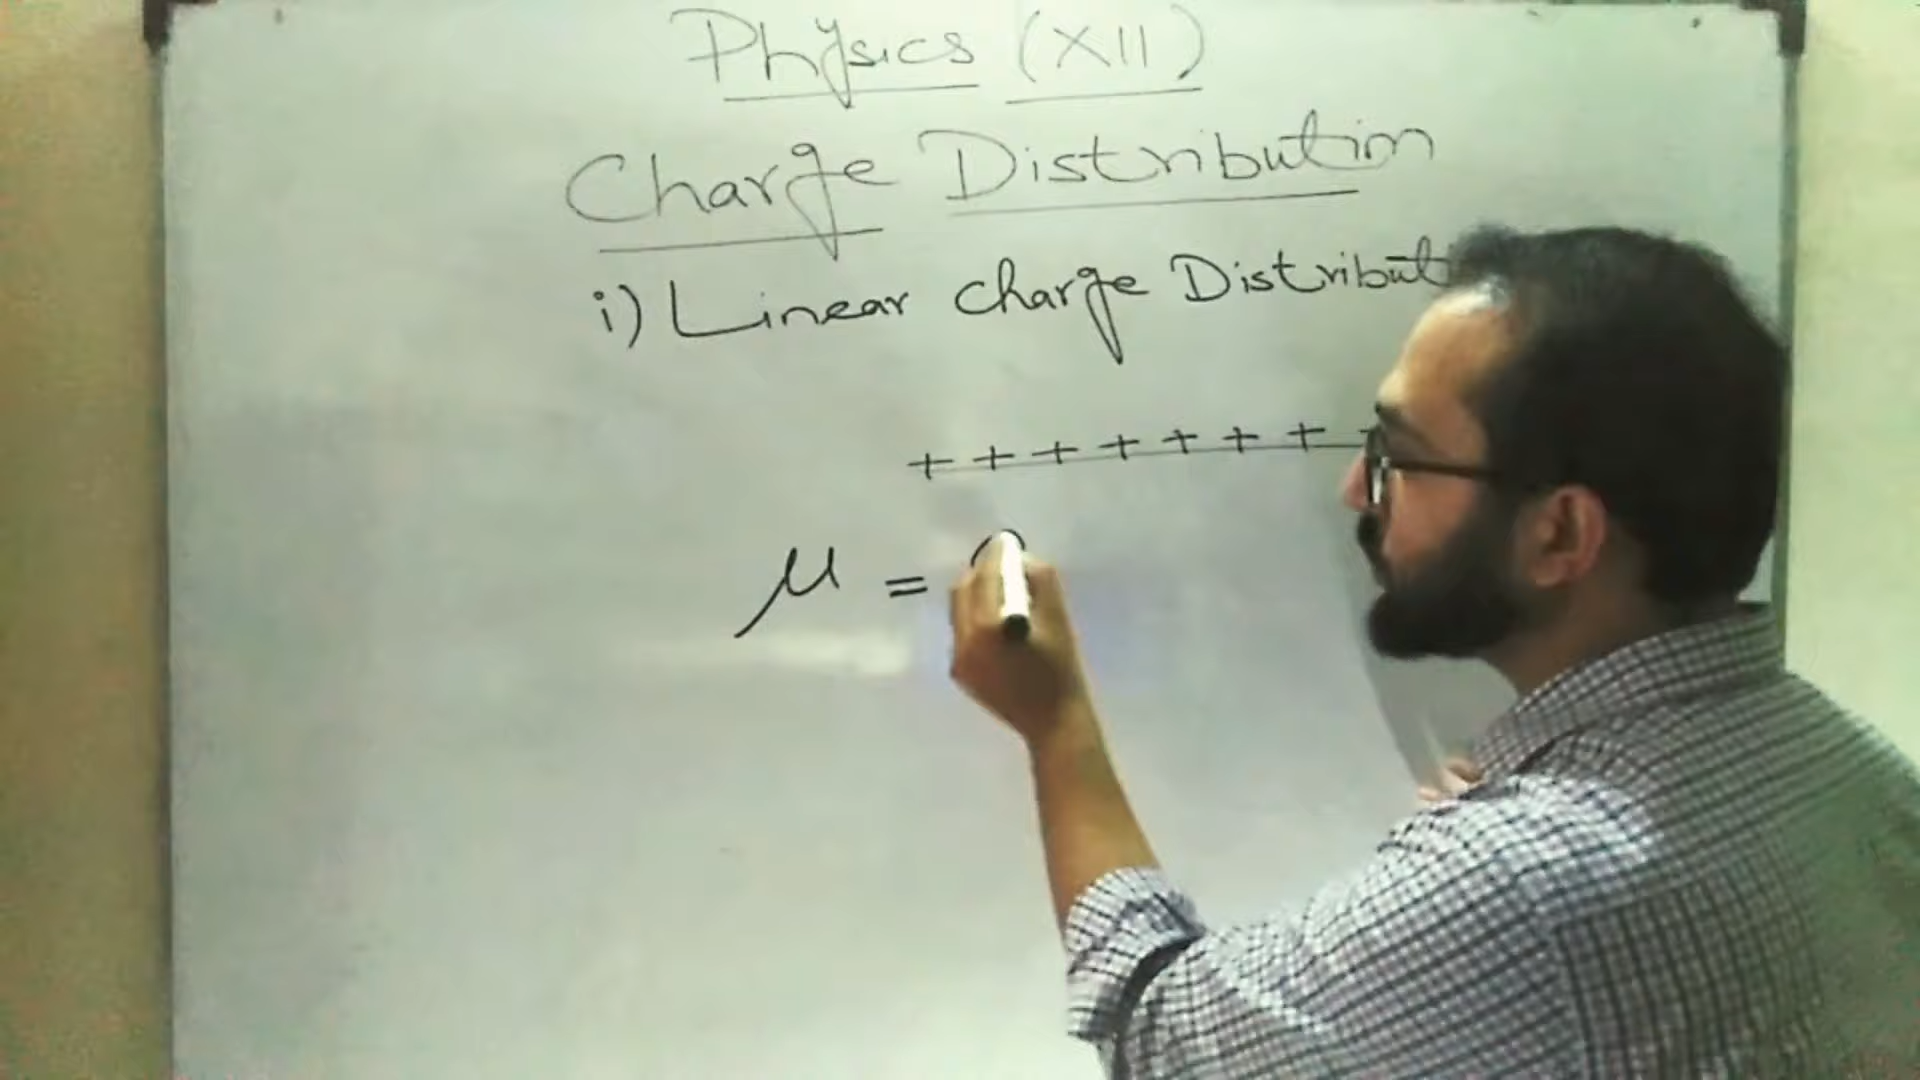 Physics (XII)
Charge Distribution
i) Linear charge Distribut
+ + + + + + +
μ =